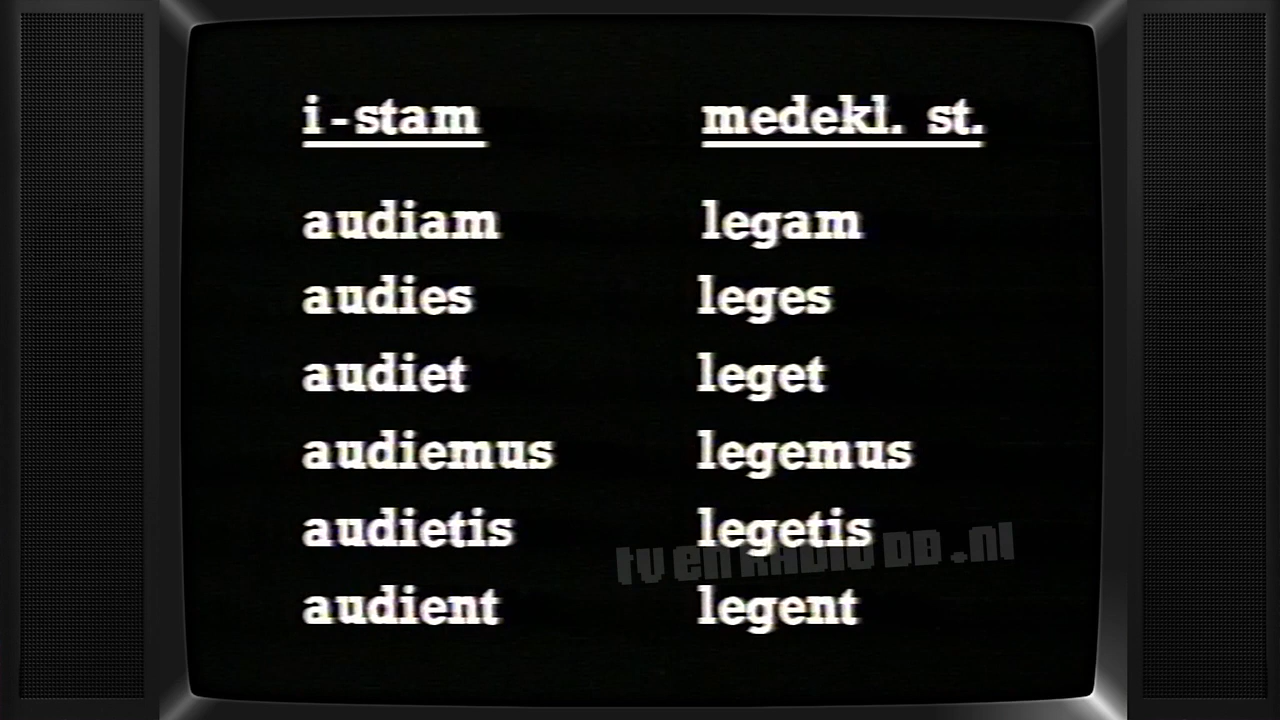 i-stam medekl. st.
audiam legam
audies leges
audiet leget
audiemus legemus
audietis legetis
tv en RADIO DB.nl
audient legent